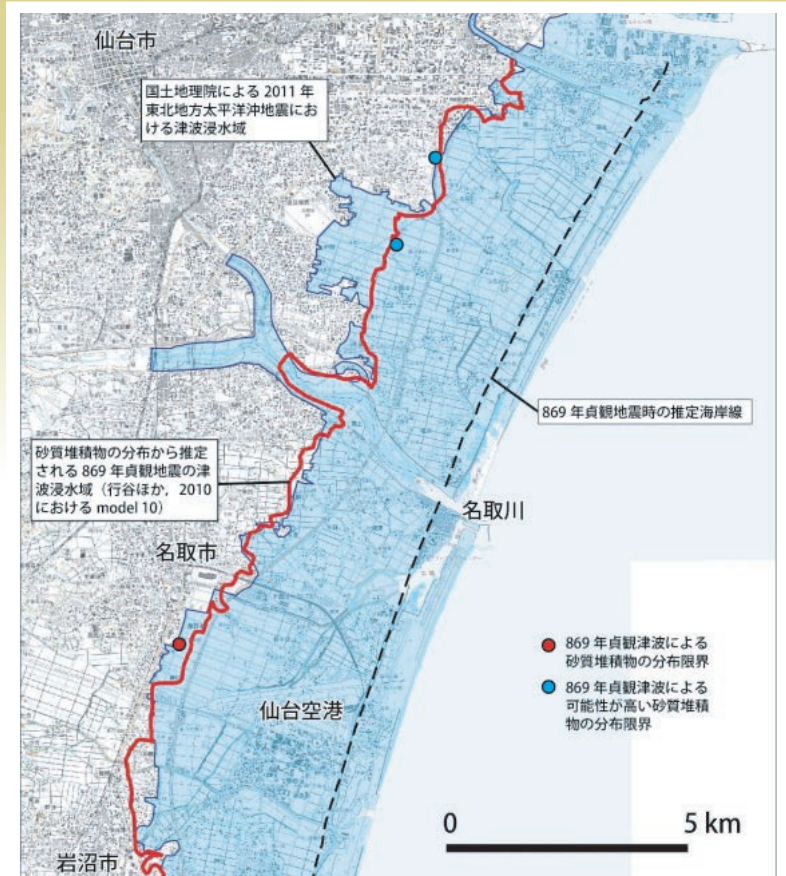 仙台市
国土地理院による 2011 年
東北地方太平洋沖地震にお
ける津波浸水域
869 年貞観地震時の推定海岸線
砂質堆積物の分布から推定
される 869 年貞観地震の津
波浸水域（行谷ほか，2010
における model 10）
名取川
名取市
869 年貞観津波による
砂質堆積物の分布限界
869 年貞観津波による
可能性が高い砂質堆積
物の分布限界
仙台空港
0 5 km
岩沼市